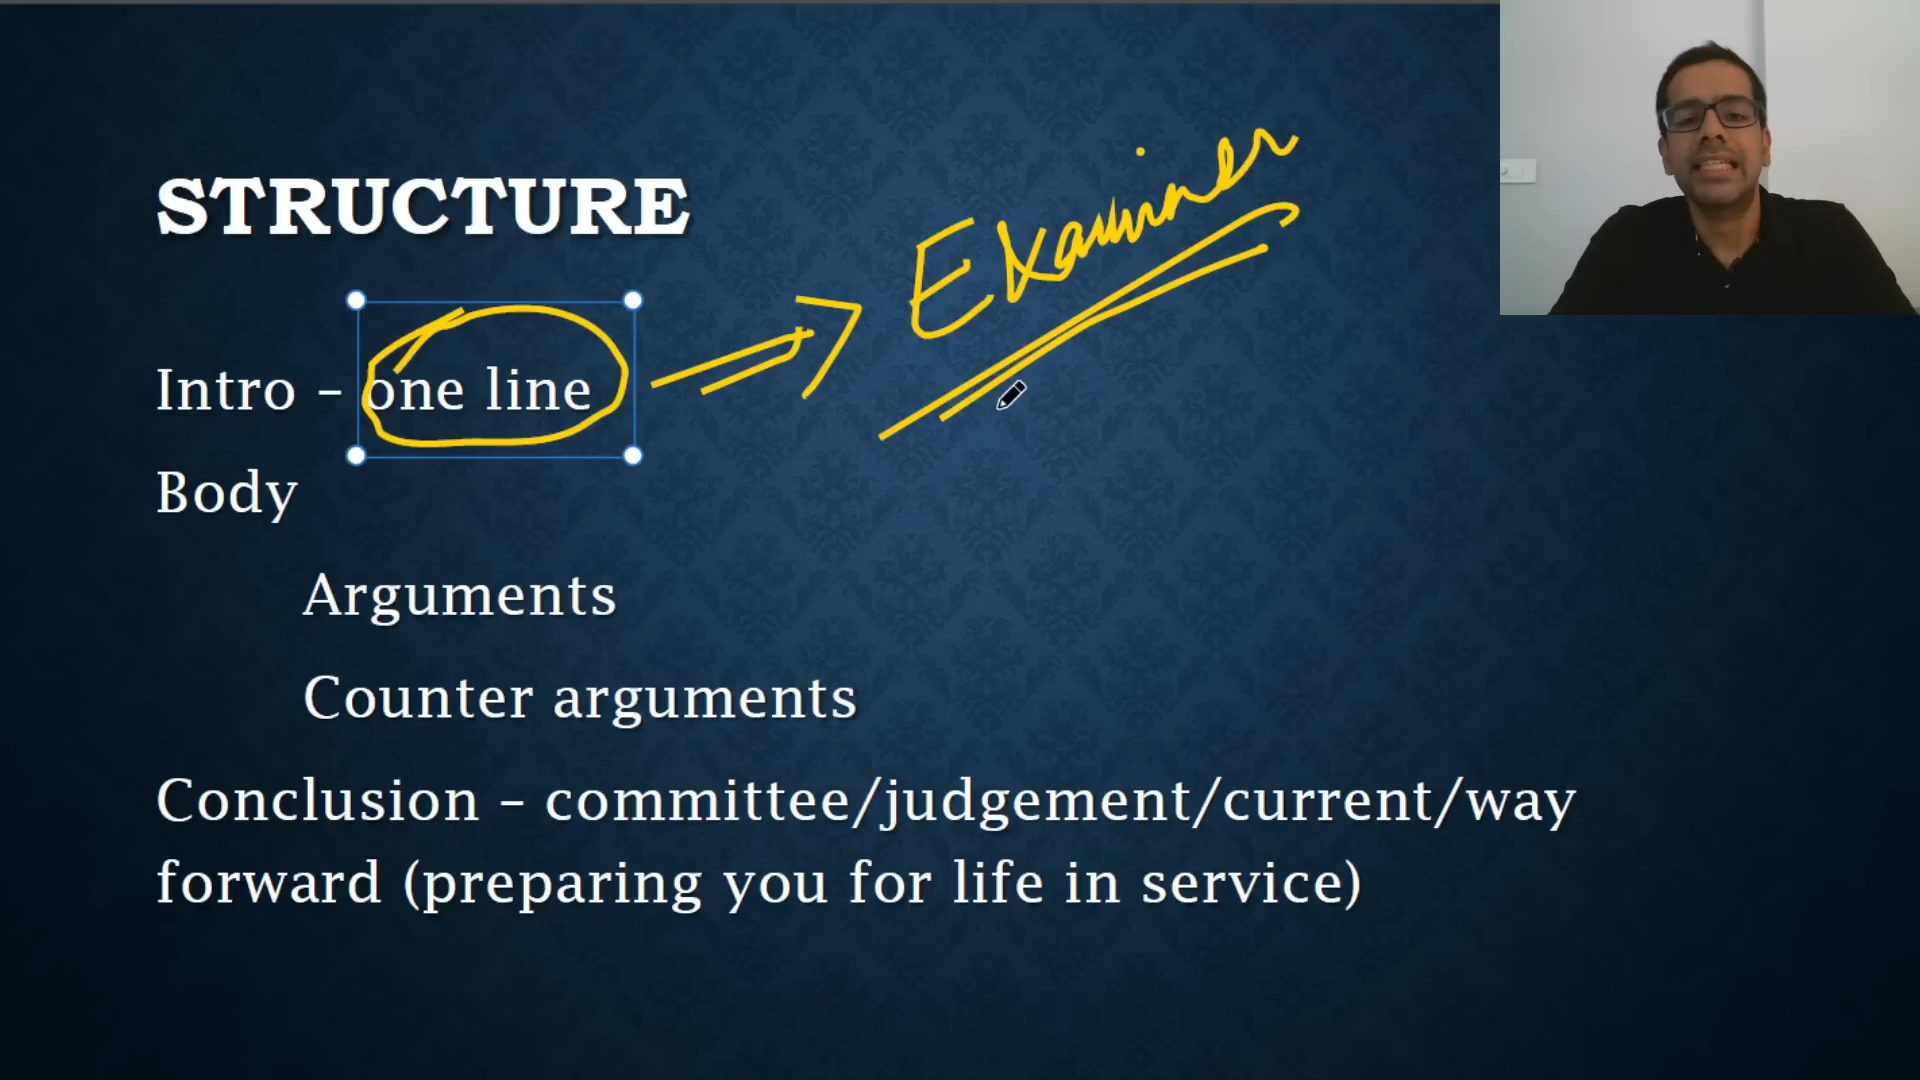 STRUCTURE
Examiner
Intro – one line
Body
Arguments
Counter arguments
Conclusion – committee/judgement/current/way
forward (preparing you for life in service)